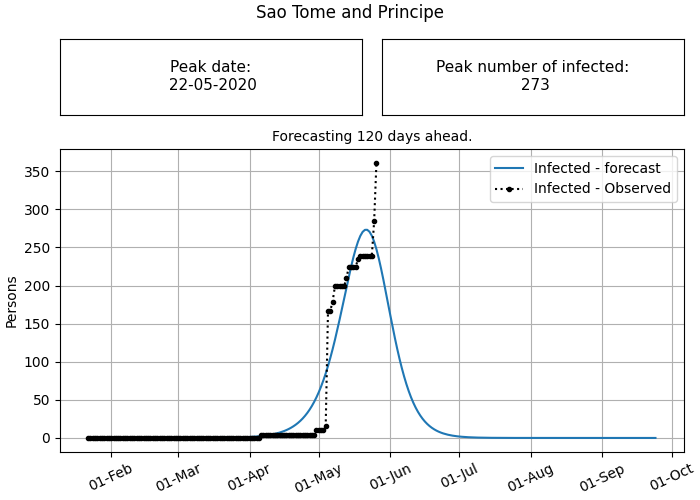 Sao Tome and Principe
Peak date:
22-05-2020
Peak number of infected:
273
Forecasting 120 days ahead.
Infected - forecast
Infected - Observed
Persons
350
300
250
200
150
100
50
0
01-Feb
01-Mar
01-Apr
01-May
01-Jun
01-Jul
01-Aug
01-Sep
01-Oct